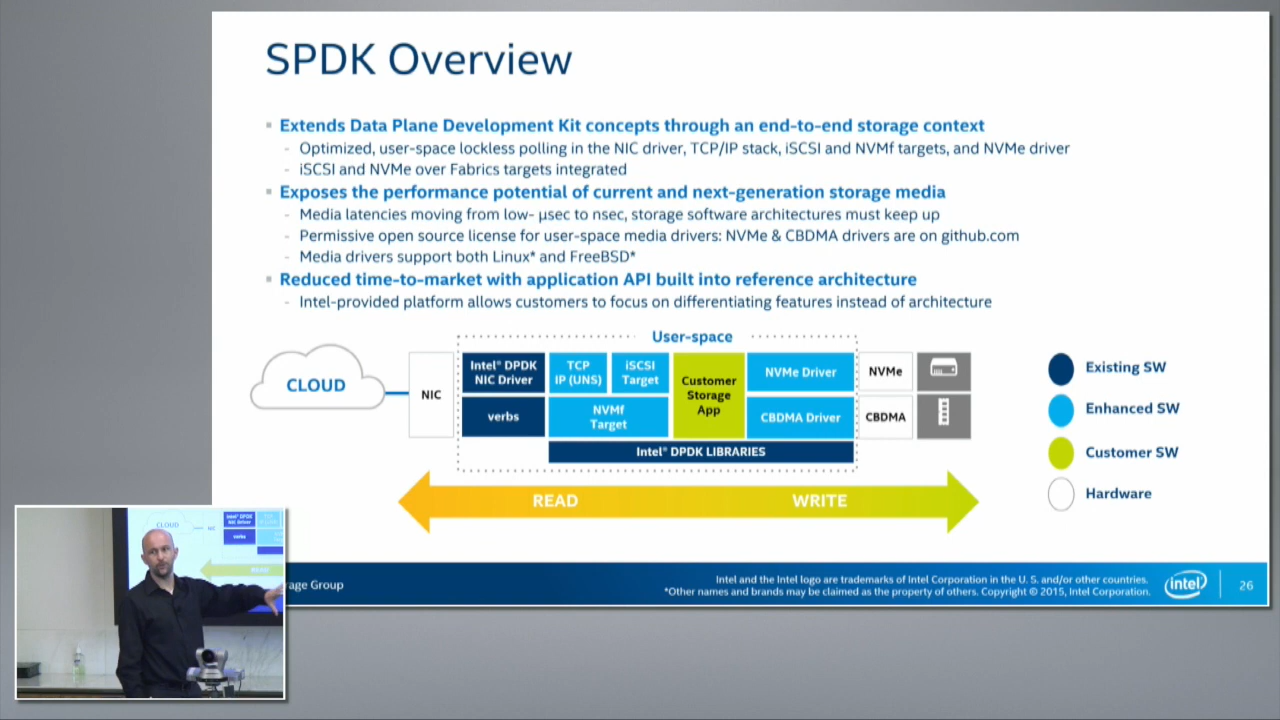 SPDK Overview
Extends Data Plane Development Kit concepts through an end-to-end storage context
- Optimized, user-space lockless polling in the NIC driver, TCP/IP stack, iSCSI and NVMf targets, and NVMe driver
- iSCSI and NVMe over Fabrics targets integrated
Exposes the performance potential of current and next-generation storage media
- Media latencies moving from low- µsec to nsec, storage software architectures must keep up
- Permissive open source license for user-space media drivers: NVMe & CBDMA drivers are on github.com
- Media drivers support both Linux* and FreeBSD*
Reduced time-to-market with application API built into reference architecture
- Intel-provided platform allows customers to focus on differentiating features instead of architecture
User-space
CLOUD
NIC
Intel® DPDK
NIC Driver
verbs
TCP
IP (UNS)
iSCSI
Target
NVMf
Target
Customer
Storage
App
NVMe Driver
CBDMA Driver
Intel® DPDK LIBRARIES
NVMe
CBDMA
Existing SW
Enhanced SW
Customer SW
Hardware
READ WRITE
rage Group
Intel and the Intel logo are trademarks of Intel Corporation in the U. S. and/or other countries.
*Other names and brands may be claimed as the property of others. Copyright © 2015, Intel Corporation.
intel
26
CLOUD
NIC
Intel® DPDK
NIC Driver
verbs
READ